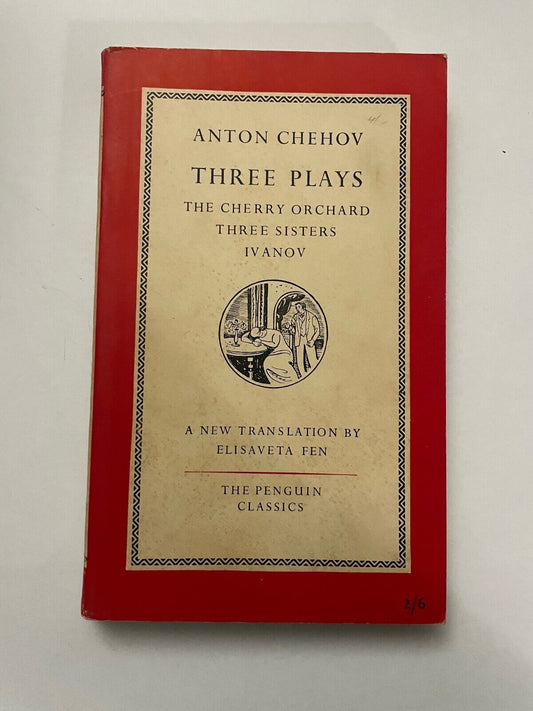 4/-
ANTON CHEHOV
THREE PLAYS
THE CHERRY ORCHARD
THREE SISTERS
IVANOV
A NEW TRANSLATION BY
ELISAVETA FEN
THE PENGUIN
CLASSICS
2/6